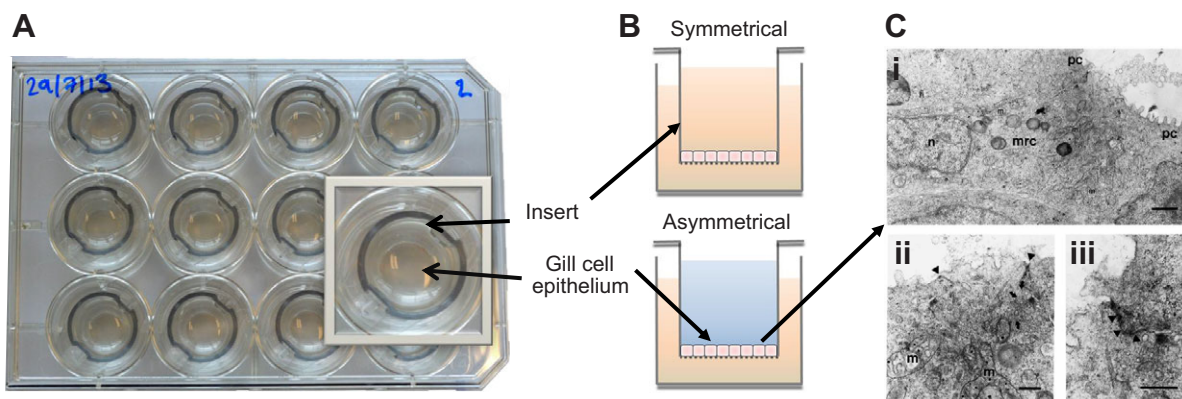 A
B
C
29/7/13
2
Symmetrical
Insert
Asymmetrical
Gill cell
epithelium
i
pc
n
mrc
pc
ii
m
m
iii